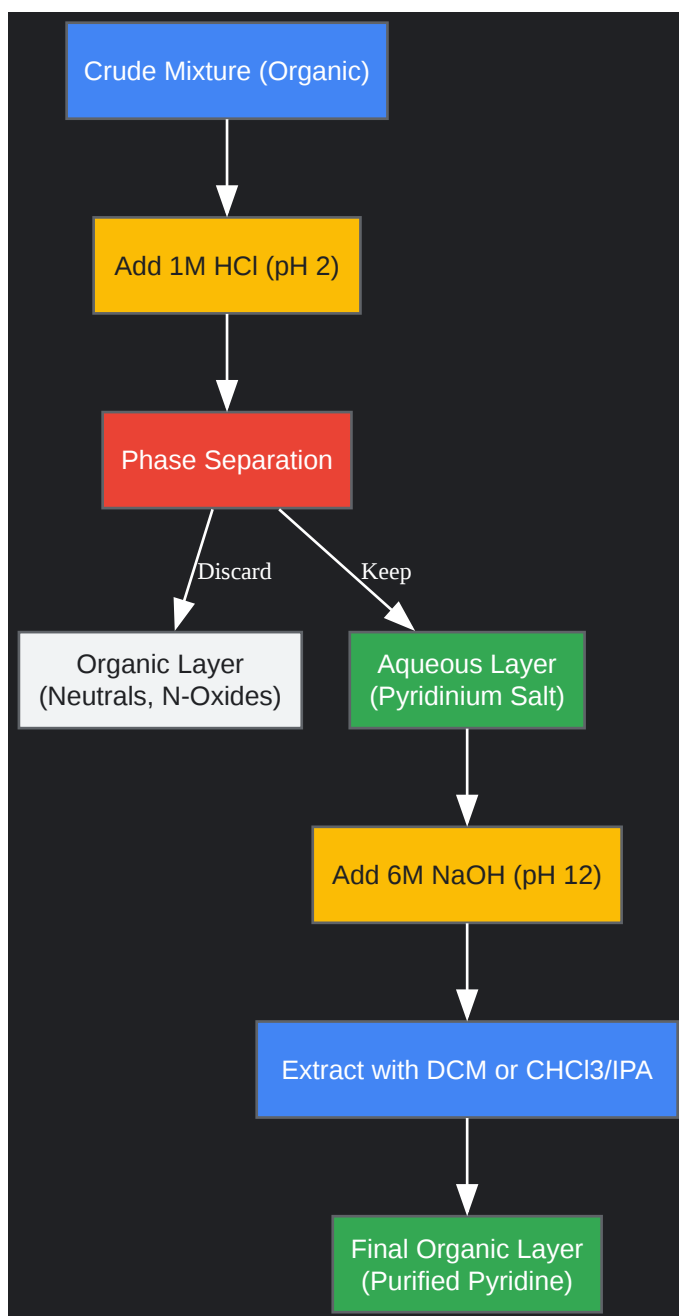 Crude Mixture (Organic)
Add 1M HCl (pH 2)
Phase Separation
Discard
Keep
Organic Layer
(Neutrals, N-Oxides)
Aqueous Layer
(Pyridinium Salt)
Add 6M NaOH (pH 12)
Extract with DCM or CHCl3/IPA
Final Organic Layer
(Purified Pyridine)